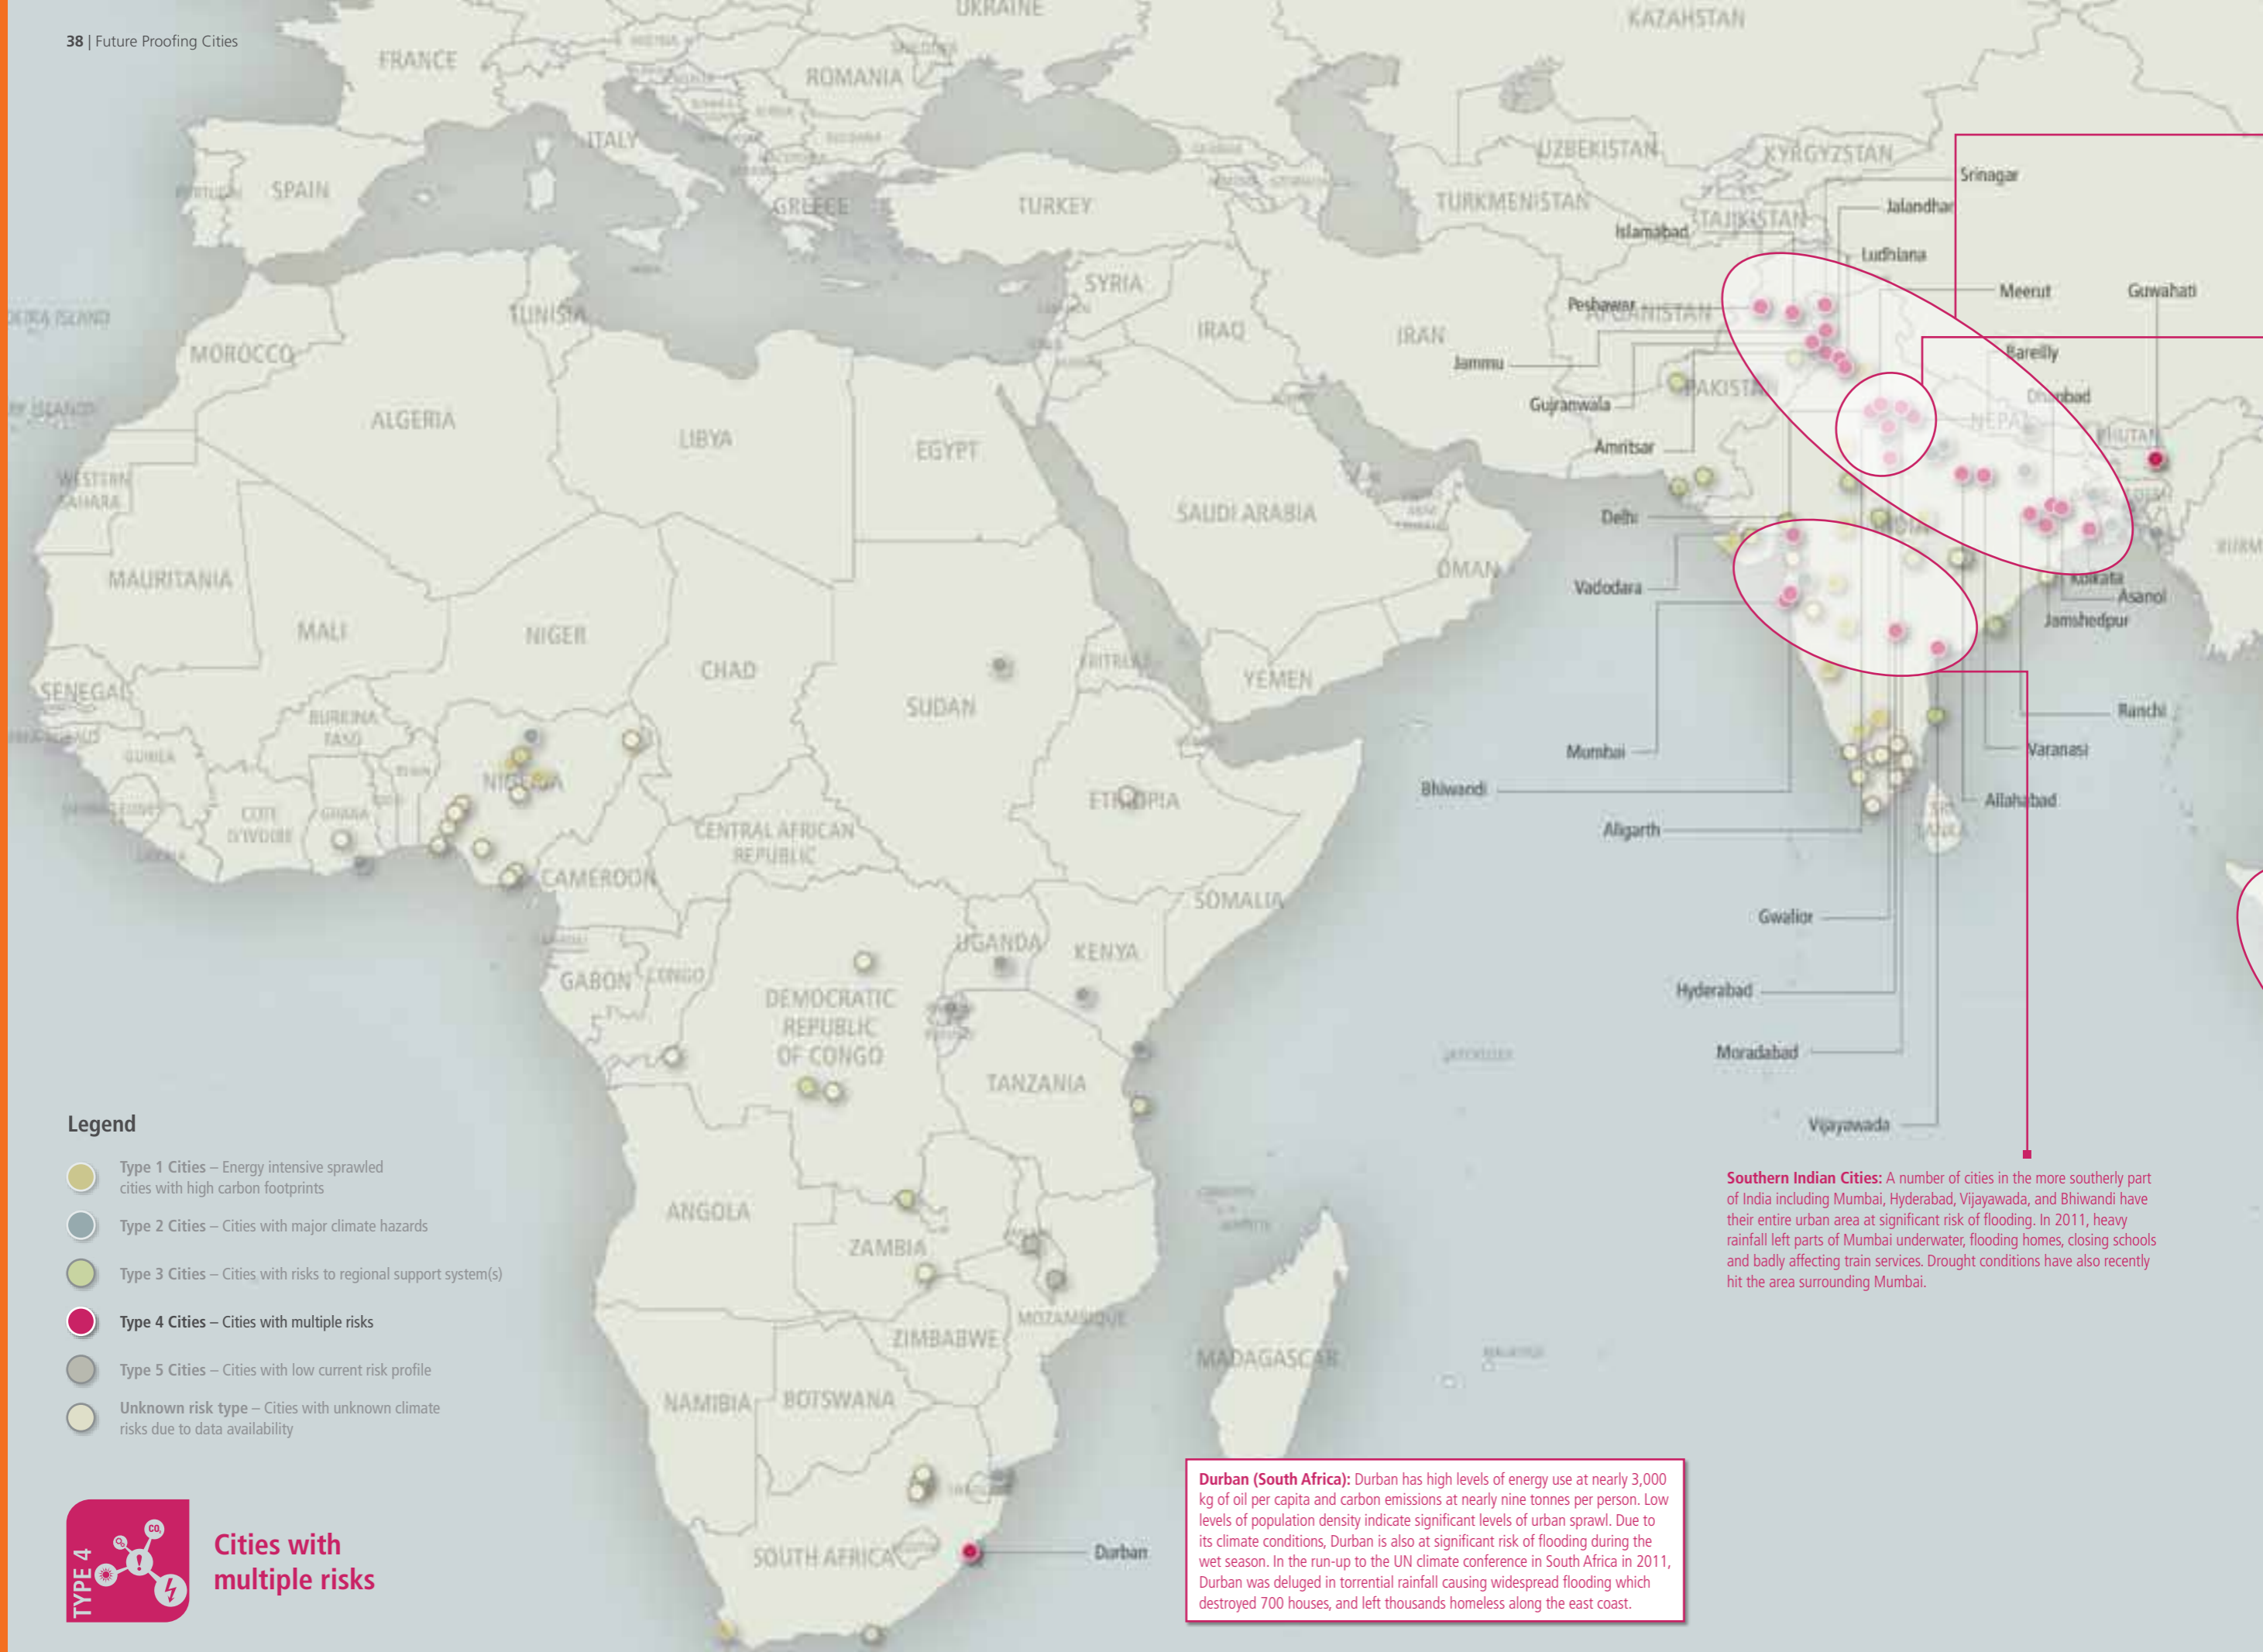 38 | Future Proofing Cities
UKRAINE
KAZAHSTAN
FRANCE
ROMANIA
ITALY
UZBEKISTAN
KYRGYZSTAN
Srinagar
PORTUGAL
SPAIN
GREECE
TURKEY
TURKMENISTAN
TAJIKISTAN
Jalandhar
Islamabad
Ludhiana
SYRIA
Meerut
Guwahati
TUNISIA
Peshawar
AFGANISTAN
IRAQ
IRAN
MOROCCO
Jammu
Bareilly
PAKISTAN
Dhanbad
Gujranwala
ALGERIA
LIBYA
EGYPT
NEPAL
BHUTAN
Amritsar
WESTERN
SAHARA
SAUDI ARABIA
Delhi
INDIA
OMAN
MAURITANIA
Vadodara
Kolkata
Asanol
Jamshedpur
MALI
NIGER
CHAD
ERITREA
YEMEN
SENEGAL
SUDAN
BURKINA
FASO
Ranchi
GUINEA
Mumbai
Varanasi
NIGERIA
Bhiwandi
ETHIOPIA
Allahabad
SRI
LANKA
COTE
D'IVOIRE
GHANA
CENTRAL AFRICAN
REPUBLIC
Aligarth
CAMEROON
SOMALIA
Gwalior
UGANDA
KENYA
GABON
CONGO
Hyderabad
DEMOCRATIC
REPUBLIC
OF CONGO
Moradabad
TANZANIA
Vijayawada
Legend
Type 1 Cities – Energy intensive sprawled
cities with high carbon footprints
Type 2 Cities – Cities with major climate hazards
Type 3 Cities – Cities with risks to regional support system(s)
Type 4 Cities – Cities with multiple risks
Type 5 Cities – Cities with low current risk profile
Unknown risk type – Cities with unknown climate
risks due to data availability
ANGOLA
ZAMBIA
MOZAMBIQUE
ZIMBABWE
MADAGASCAR
NAMIBIA
BOTSWANA
SOUTH AFRICA
Durban
Southern Indian Cities: A number of cities in the more southerly part
of India including Mumbai, Hyderabad, Vijayawada, and Bhiwandi have
their entire urban area at significant risk of flooding. In 2011, heavy
rainfall left parts of Mumbai underwater, flooding homes, closing schools
and badly affecting train services. Drought conditions have also recently
hit the area surrounding Mumbai.
Durban (South Africa): Durban has high levels of energy use at nearly 3,000
kg of oil per capita and carbon emissions at nearly nine tonnes per person. Low
levels of population density indicate significant levels of urban sprawl. Due to
its climate conditions, Durban is also at significant risk of flooding during the
wet season. In the run-up to the UN climate conference in South Africa in 2011,
Durban was deluged in torrential rainfall causing widespread flooding which
destroyed 700 houses, and left thousands homeless along the east coast.
TYPE 4
CO₂
Cities with
multiple risks